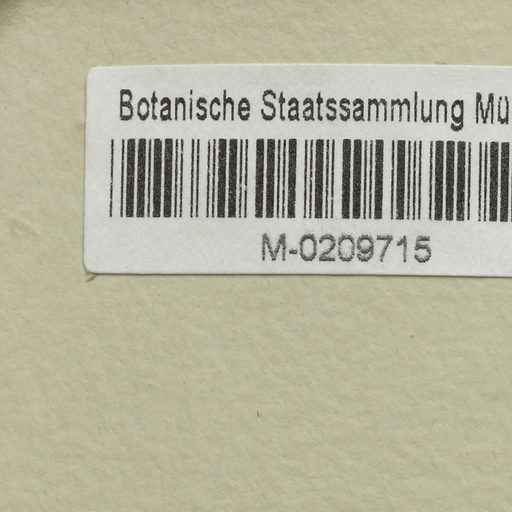 Botanische Staatssammlung Mü
M-0209715